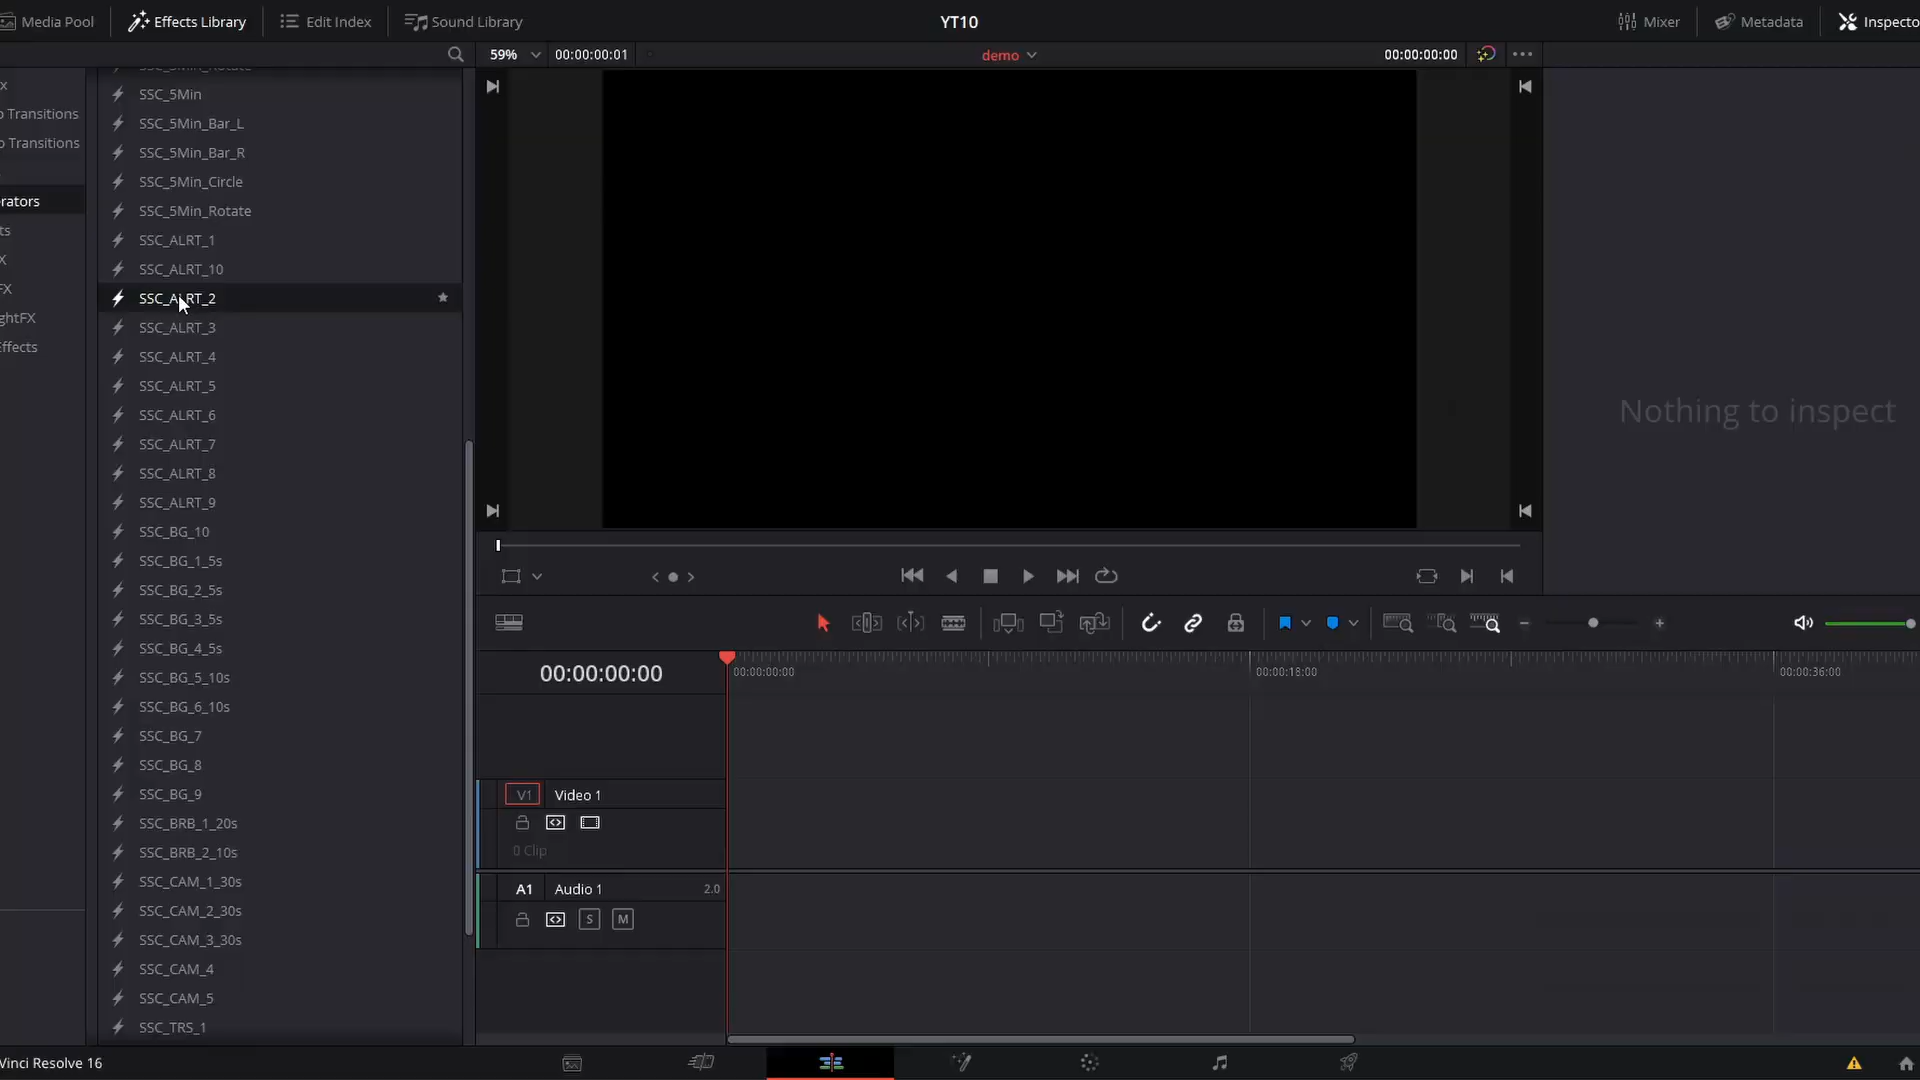 Media Pool
Effects Library
Edit Index
Sound Library
YT10
Mixer
Metadata
Inspecto
59%
00:00:00:01
demo
00:00:00:00
x
o Transitions
o Transitions
erators
ts
X
FX
ghtFX
Effects
SSC_5Min_Rotate
SSC_5Min
SSC_5Min_Bar_L
SSC_5Min_Bar_R
SSC_5Min_Circle
SSC_5Min_Rotate
SSC_ALRT_1
SSC_ALRT_10
SSC_ALRT_2
SSC_ALRT_3
SSC_ALRT_4
SSC_ALRT_5
SSC_ALRT_6
SSC_ALRT_7
SSC_ALRT_8
SSC_ALRT_9
SSC_BG_10
SSC_BG_1_5s
SSC_BG_2_5s
SSC_BG_3_5s
SSC_BG_4_5s
SSC_BG_5_10s
SSC_BG_6_10s
SSC_BG_7
SSC_BG_8
SSC_BG_9
SSC_BRB_1_20s
SSC_BRB_2_10s
SSC_CAM_1_30s
SSC_CAM_2_30s
SSC_CAM_3_30s
SSC_CAM_4
SSC_CAM_5
SSC_TRS_1
Nothing to inspect
00:00:00:00
00:00:00:00
00:00:18:00
00:00:36:00
V1
Video 1
0 Clip
A1
Audio 1
2.0
S
M
Vinci Resolve 16